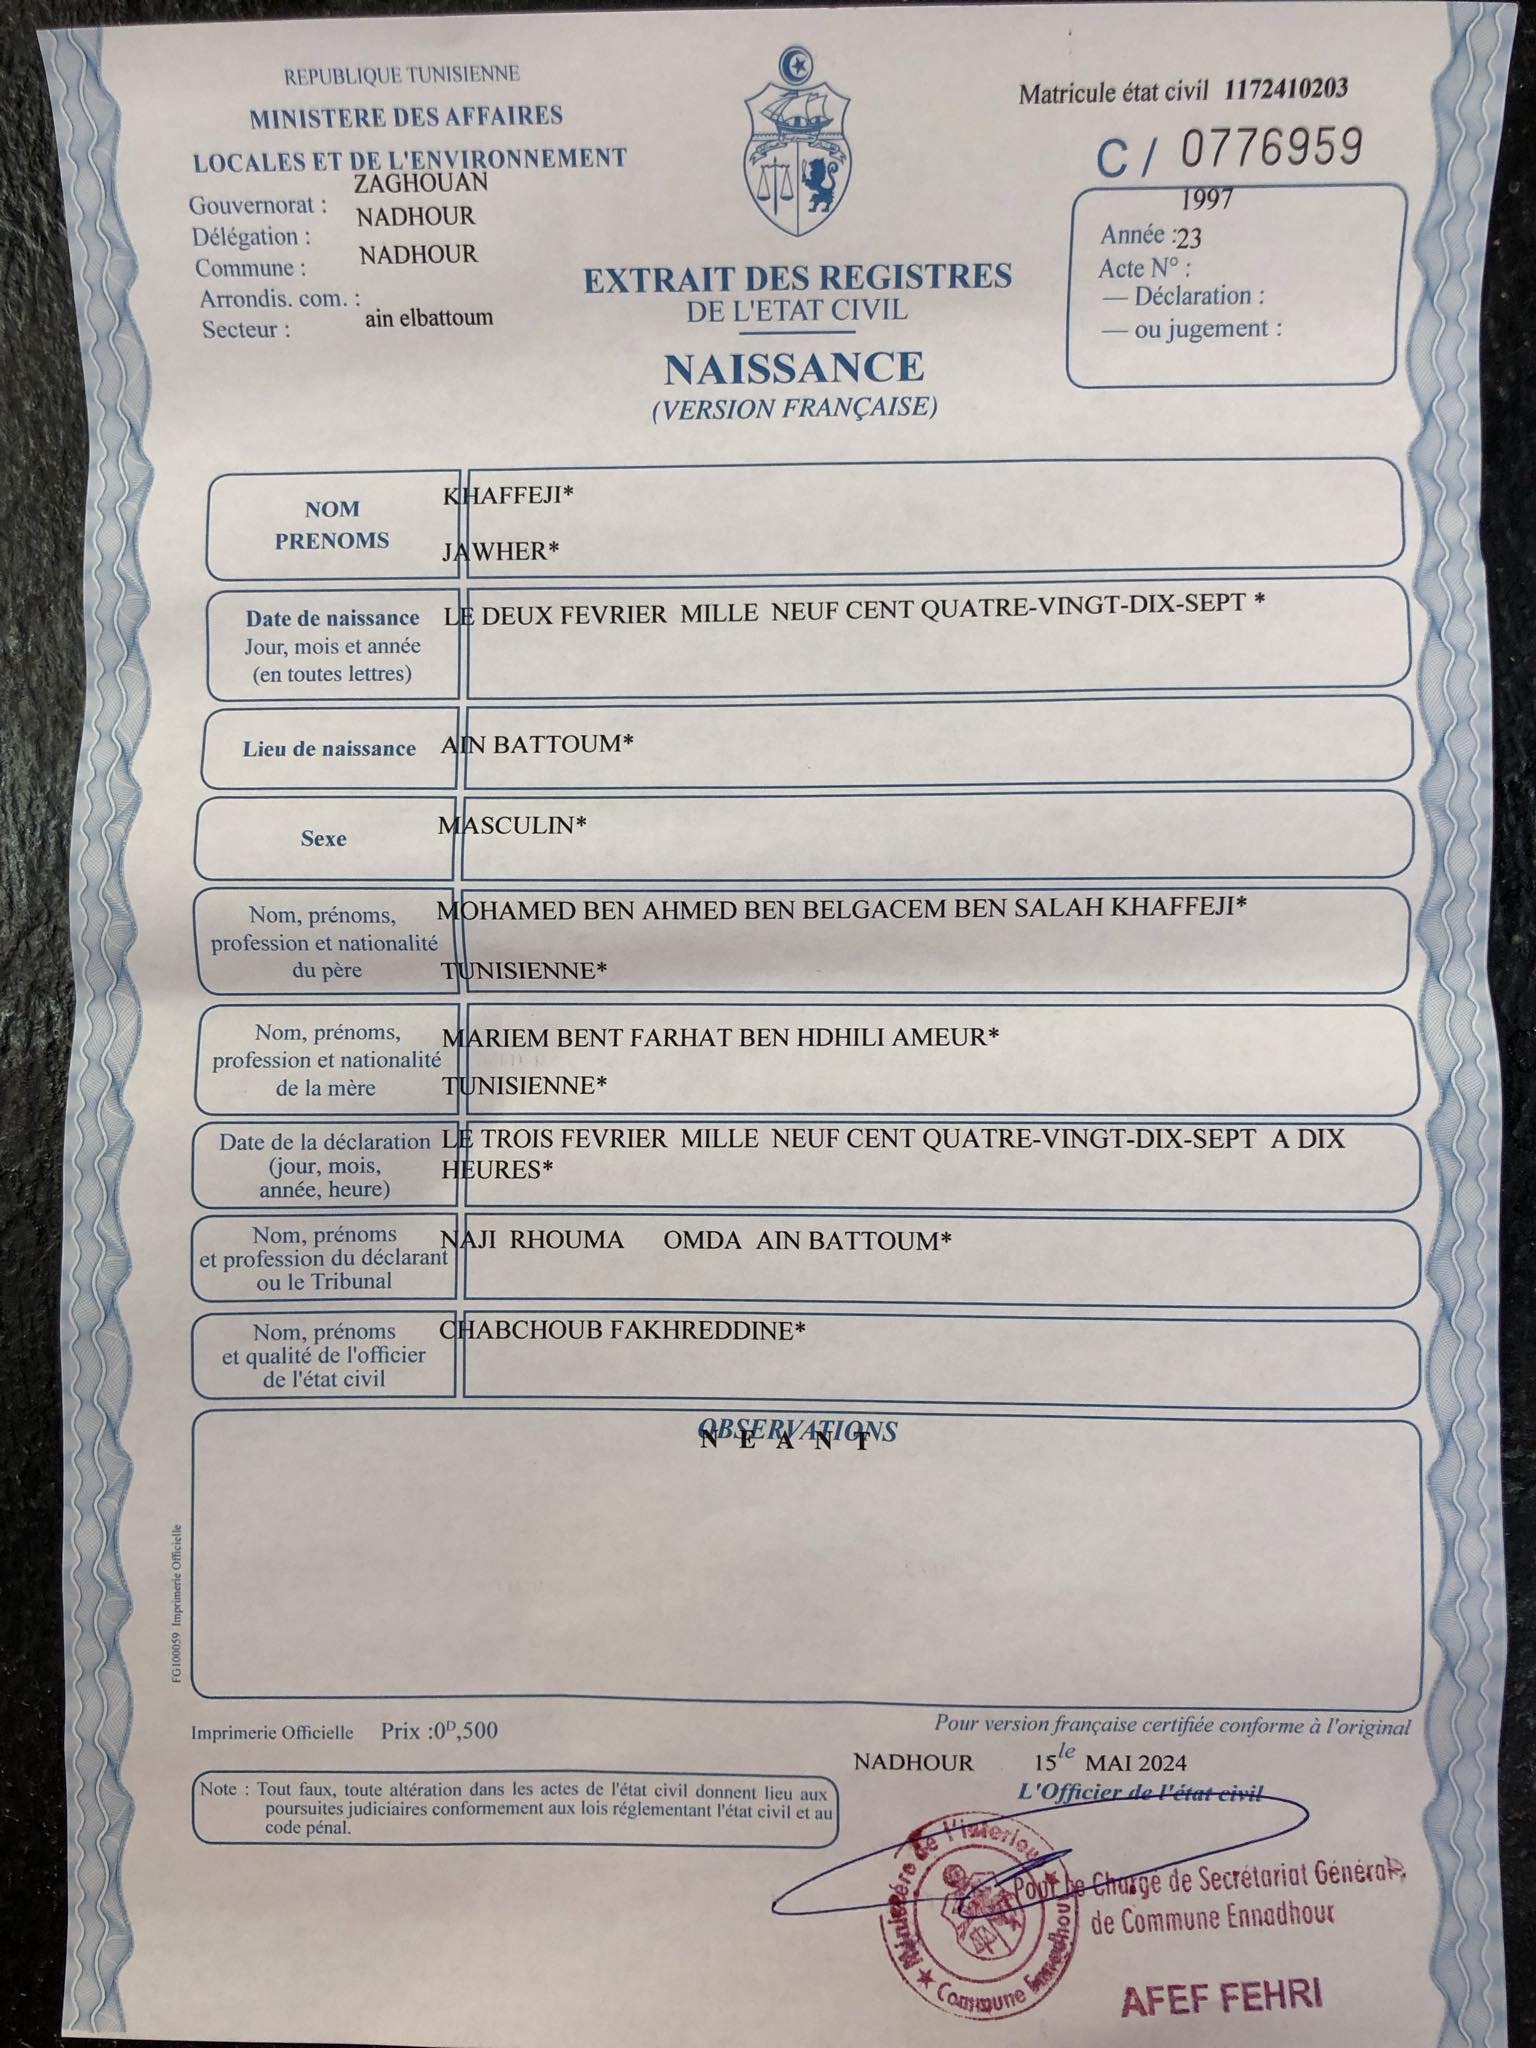 REPUBLIQUE TUNISIENNE
MINISTERE DES AFFAIRES
LOCALES ET DE L'ENVIRONNEMENT
Gouvernorat : ZAGHOUAN
Délégation : NADHOUR
Commune : NADHOUR
Arrondis. com. :
Secteur : ain elbattoum
Matricule état civil 1172410203
C/ 0776959
1997
Année :23
Acte N° :
— Déclaration :
— ou jugement :
EXTRAIT DES REGISTRES
DE L'ETAT CIVIL
NAISSANCE
(VERSION FRANÇAISE)
NOM
PRENOMS
KHAFFEJI*
JAWHER*
Date de naissance
Jour, mois et année
(en toutes lettres)
LE DEUX FEVRIER MILLE NEUF CENT QUATRE-VINGT-DIX-SEPT *
Lieu de naissance
AIN BATTOUM*
Sexe
MASCULIN*
Nom, prénoms,
profession et nationalité
du père
MOHAMED BEN AHMED BEN BELGACEM BEN SALAH KHAFFEJI*
TUNISIENNE*
Nom, prénoms,
profession et nationalité
de la mère
MARIEM BENT FARHAT BEN HDHILI AMEUR*
TUNISIENNE*
Date de la déclaration
(jour, mois,
année, heure)
LE TROIS FEVRIER MILLE NEUF CENT QUATRE-VINGT-DIX-SEPT A DIX
HEURES*
Nom, prénoms
et profession du déclarant
ou le Tribunal
NAJI RHOUMA OMDA AIN BATTOUM*
Nom, prénoms
et qualité de l'officier
de l'état civil
CHABCHOUB FAKHREDDINE*
OBSERVATIONS
N E A N T
FG100059 Imprimerie Officielle
Imprimerie Officielle Prix :0D,500
Pour version française certifiée conforme à l'original
NADHOUR 15 le MAI 2024
L'Officier de l'état civil
Note : Tout faux, toute altération dans les actes de l'état civil donnent lieu aux
poursuites judiciaires conformement aux lois réglementant l'état civil et au
code pénal.
Ministère de l'interieur
Commune Ennadhour
Pour Le Chargé de Secrétariat Général
de Commune Ennadhour
AFEF FEHRI